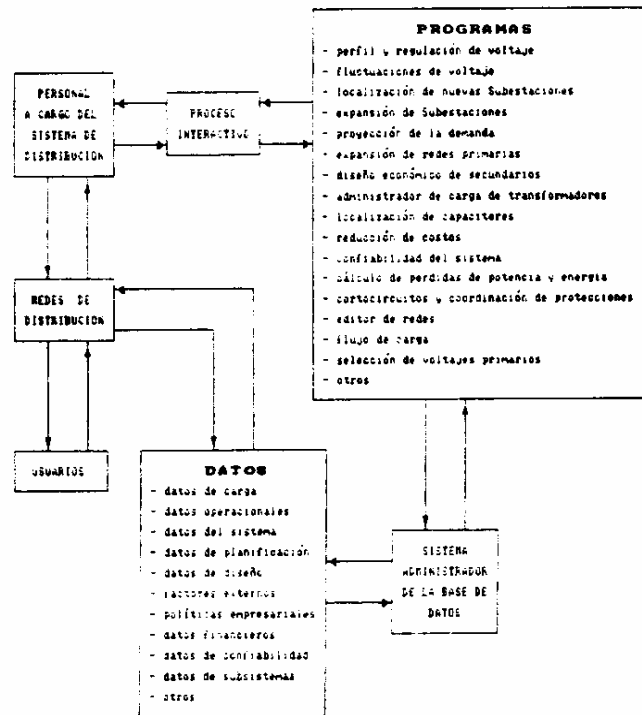 PROGRAMAS
- perfil y regulación de voltaje
- fluctuaciones de voltaje
- localización de nuevas Subestaciones
- expansión de Subestaciones
- proyección de la demanda
- expansión de redes primarias
- diseño económico de secundarios
- administrador de carga de transformadores
- localización de capacitores
- reducción de costos
- confiabilidad del sistema
- cálculo de perdidas de potencia y energía
- cortocircuitos y coordinación de protecciones
- editor de redes
- flujo de carga
- selección de voltajes primarios
- otros
PERSONAL
A CARGO DEL
SISTEMA DE
DISTRIBUCION
PROCESO
INTERACTIVO
REDES DE
DISTRIBUCION
USUARIOS
DATOS
- datos de carga
- datos operacionales
- datos del sistema
- datos de planificación
- datos de diseño
- factores externos
- políticas empresariales
- datos financieros
- datos de confiabilidad
- datos de subsistemaa
- otros
SISTEMA
ADMINISTRADOR
DE LA BASE DE
DATOS